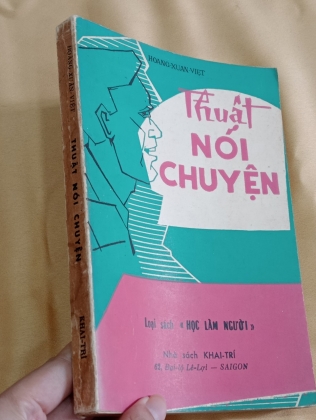 HOÀNG-XUÂN-VIỆT
Thuật
NÓI
CHUYỆN
Loại sách « HỌC LÀM NGƯỜI »
Nhà sách KHAI-TRÍ
62, Đại-lộ Lê-Lợi — SAIGON
HOÀNG-XUÂN-VIỆT
THUẬT NÓI CHUYỆN
KHAI-TRÍ